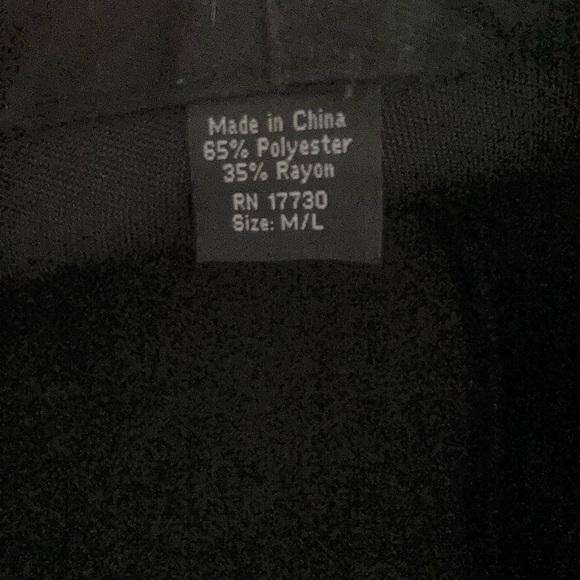 Made in China
65% Polyester
35% Rayon
RN 17730
Size: M/L